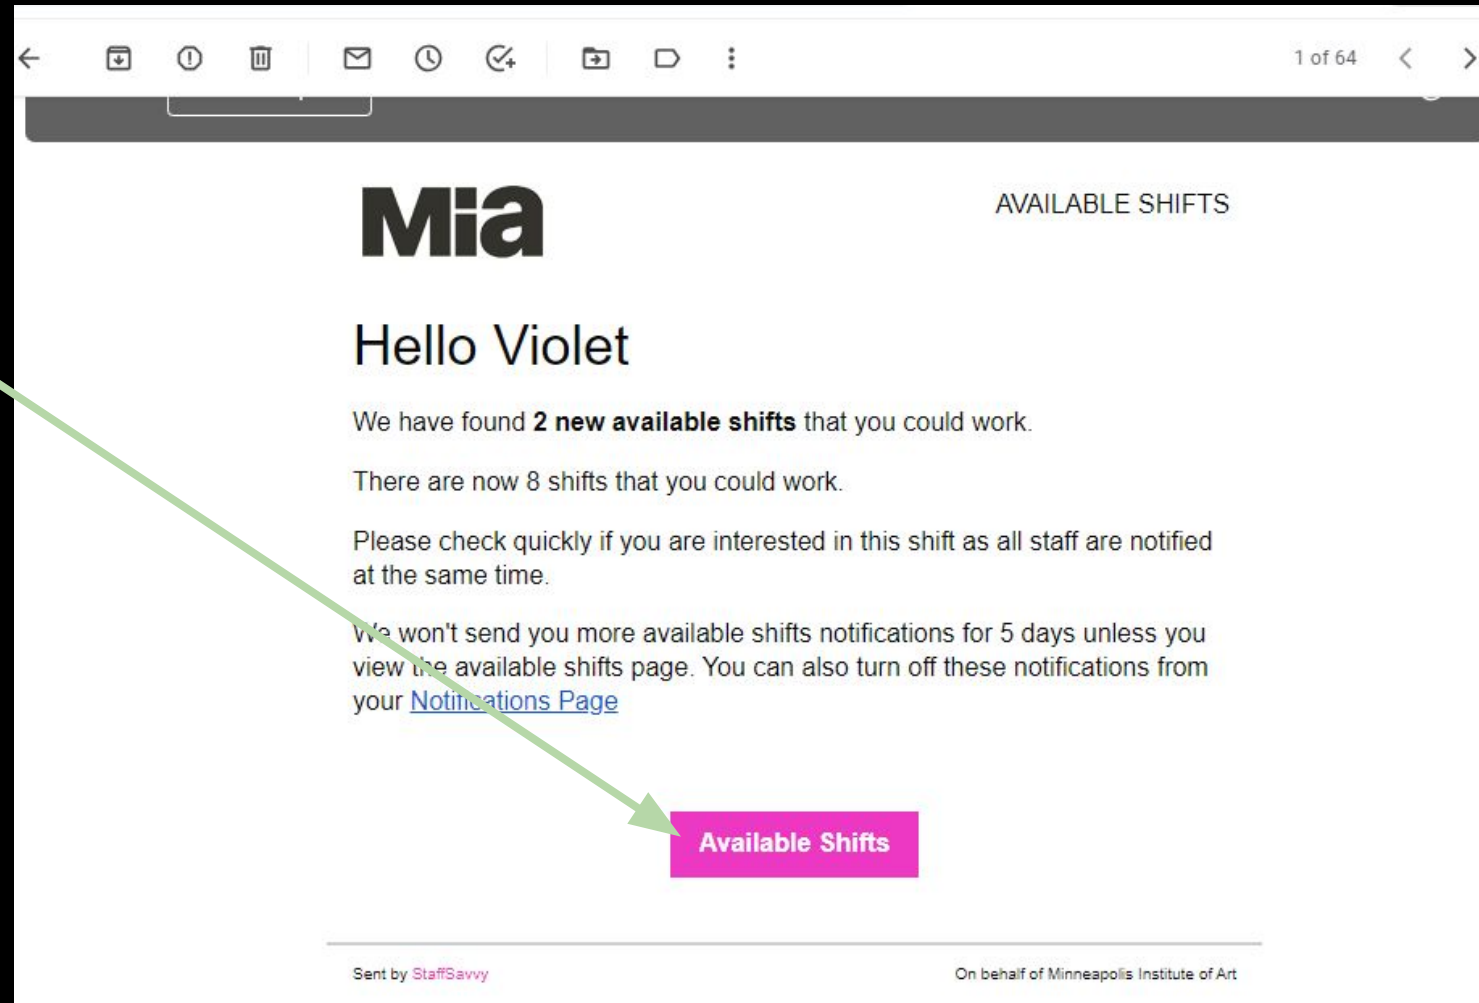 1 of 64
Mia
AVAILABLE SHIFTS
Hello Violet
We have found 2 new available shifts that you could work.
There are now 8 shifts that you could work.
Please check quickly if you are interested in this shift as all staff are notified
at the same time.
We won't send you more available shifts notifications for 5 days unless you
view the available shifts page. You can also turn off these notifications from
your Notifications Page
Available Shifts
Sent by StaffSavvy
On behalf of Minneapolis Institute of Art